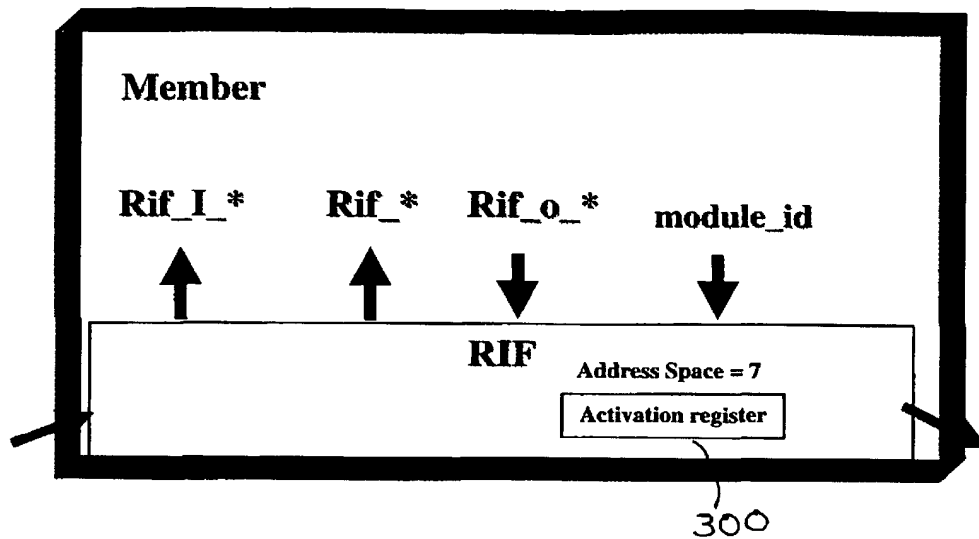 Member
Rif_I_* Rif_* Rif_o_* module_id
RIF
Address Space = 7
Activation register
300